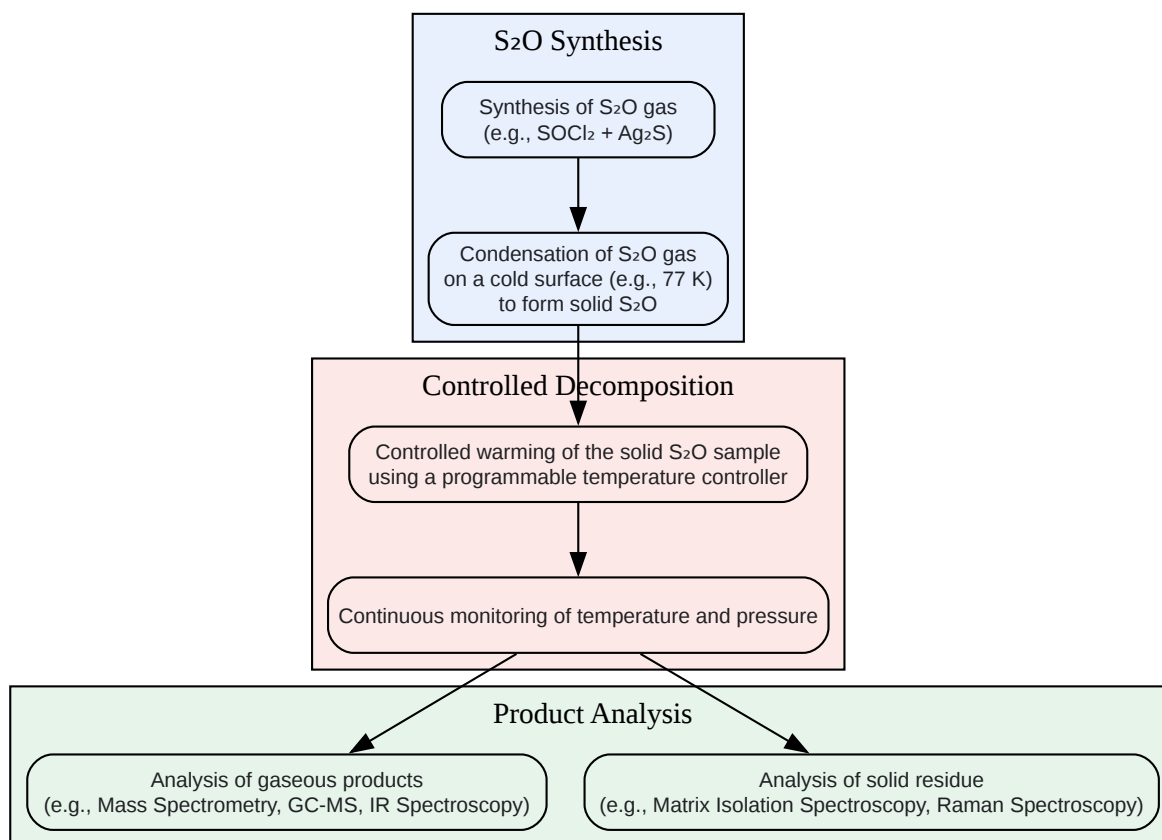 S₂O Synthesis
Synthesis of S₂O gas
(e.g., SOCl₂ + Ag₂S)
Condensation of S₂O gas
on a cold surface (e.g., 77 K)
to form solid S₂O
Controlled Decomposition
Controlled warming of the solid S₂O sample
using a programmable temperature controller
Continuous monitoring of temperature and pressure
Product Analysis
Analysis of gaseous products
(e.g., Mass Spectrometry, GC-MS, IR Spectroscopy)
Analysis of solid residue
(e.g., Matrix Isolation Spectroscopy, Raman Spectroscopy)